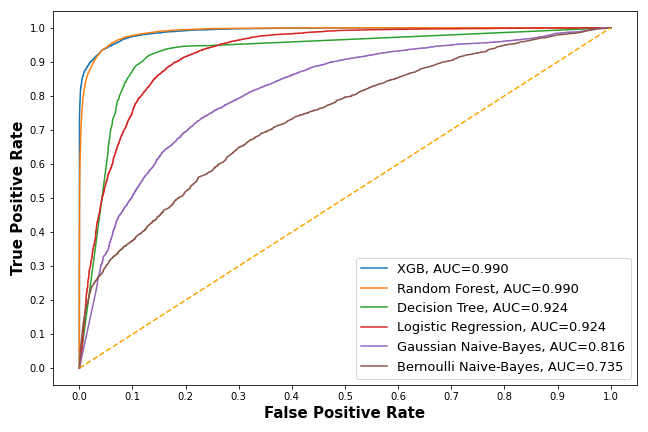 1.0
0.9
0.8
0.7
0.6
0.5
0.4
0.3
0.2
0.1
0.0
True Positive Rate
XGB, AUC=0.990
Random Forest, AUC=0.990
Decision Tree, AUC=0.924
Logistic Regression, AUC=0.924
Gaussian Naive-Bayes, AUC=0.816
Bernoulli Naive-Bayes, AUC=0.735
0.0 0.1 0.2 0.3 0.4 0.5 0.6 0.7 0.8 0.9 1.0
False Positive Rate